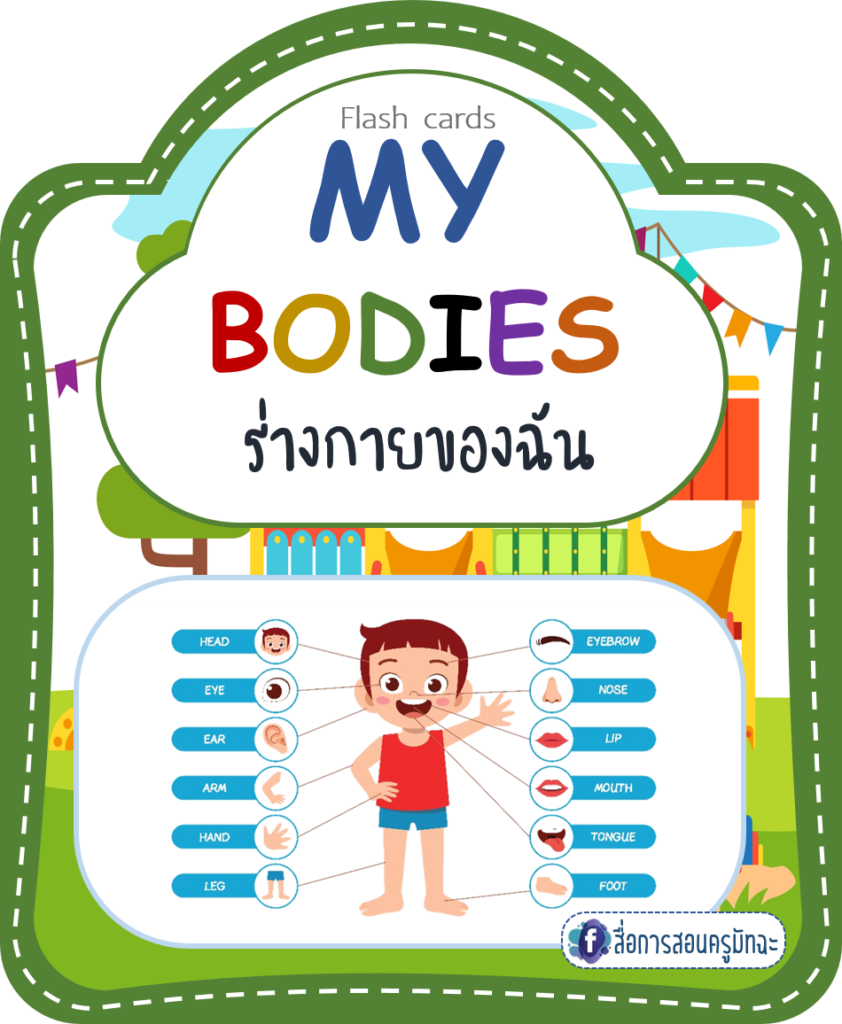 Flash cards
MY
BODIES
ร่างกายของฉัน
HEAD
EYE
EAR
ARM
HAND
LEG
EYEBROW
NOSE
LIP
MOUTH
TONGUE
FOOT
f สื่อการสอนครูมัทฉะ